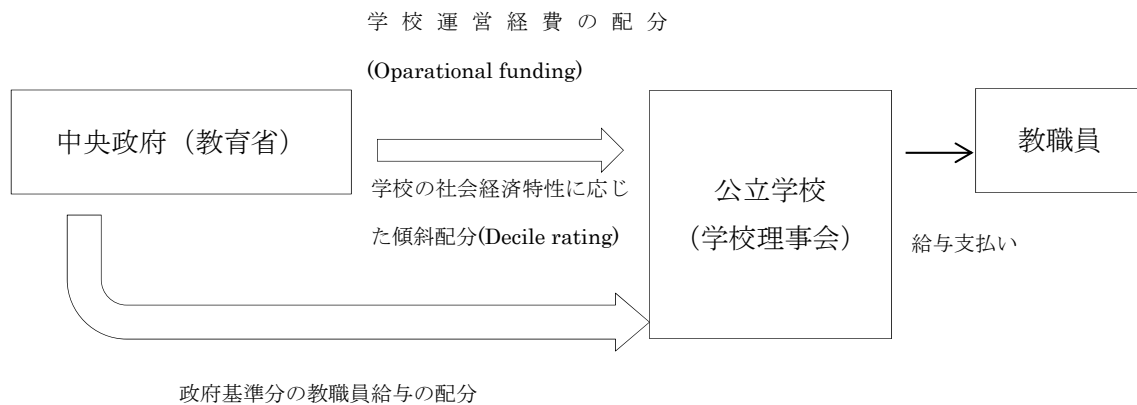 学校運営経費の配分
(Oparational funding)
中央政府（教育省）
学校の社会経済特性に応じ
た傾斜配分(Decile rating)
公立学校
（学校理事会）
教職員
給与支払い
政府基準分の教職員給与の配分